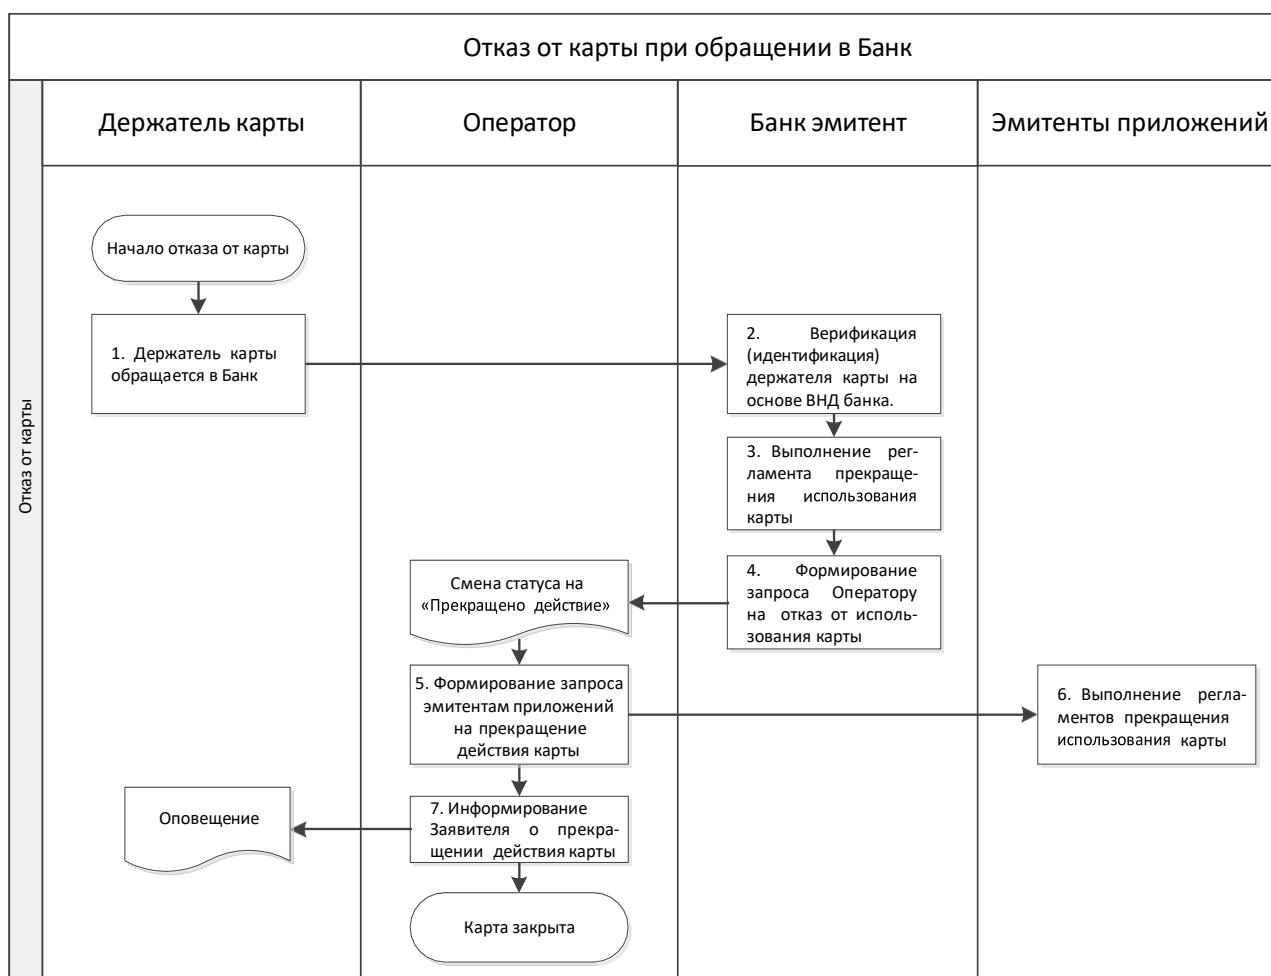 Отказ от карты при обращении в Банк
Держатель карты
Оператор
Банк эмитент
Эмитенты приложений
Отказ от карты
Начало отказа от карты
1. Держатель карты
обращается в Банк
2. Верификация
(идентификация)
держателя карты на
основе ВНД банка.
3. Выполнение рег-
ламента прекраще-
ния использования
карты
4. Формирование
запроса Оператору
на отказ от исполь-
зования карты
Смена статуса на
«Прекращено действие»
5. Формирование запроса
эмитентам приложений
на прекращение
действия карты
6. Выполнение регла-
ментов прекращения
использования карты
7. Информирование
Заявителя о прекра-
щении действия карты
Оповещение
Карта закрыта